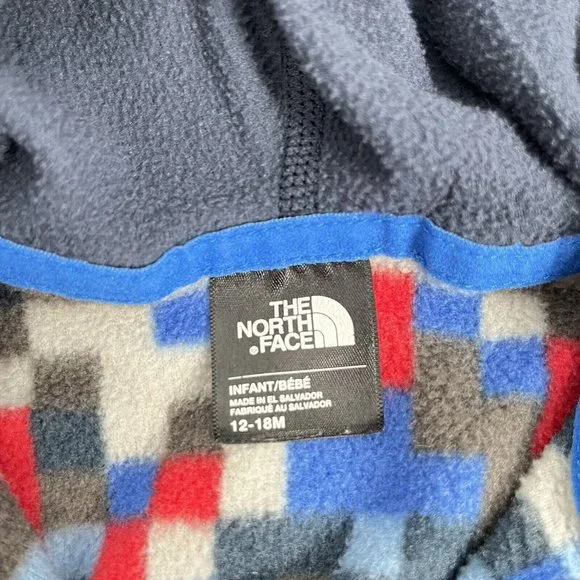 THE
NORTH
FACE
INFANT/BÉBÉ
MADE IN EL SALVADOR
FABRIQUÉ AU SALVADOR
12-18M